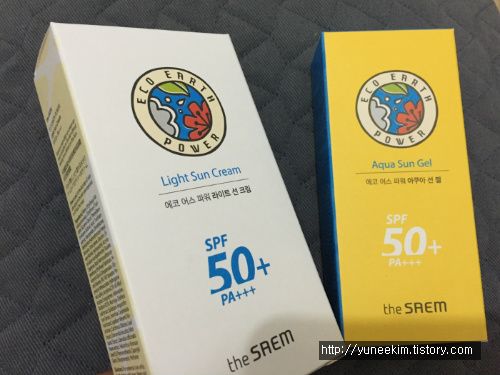 ECO EARTH
POWER
Light Sun Cream
에코 어스 파워 라이트 선 크림
SPF
50+
PA+++
the SAEM
ECO EARTH
POWER
Aqua Sun Gel
에코 어스 파워 아쿠아 선 젤
SPF
50+
PA+++
the SAEM
http://yuneekim.tistory.com